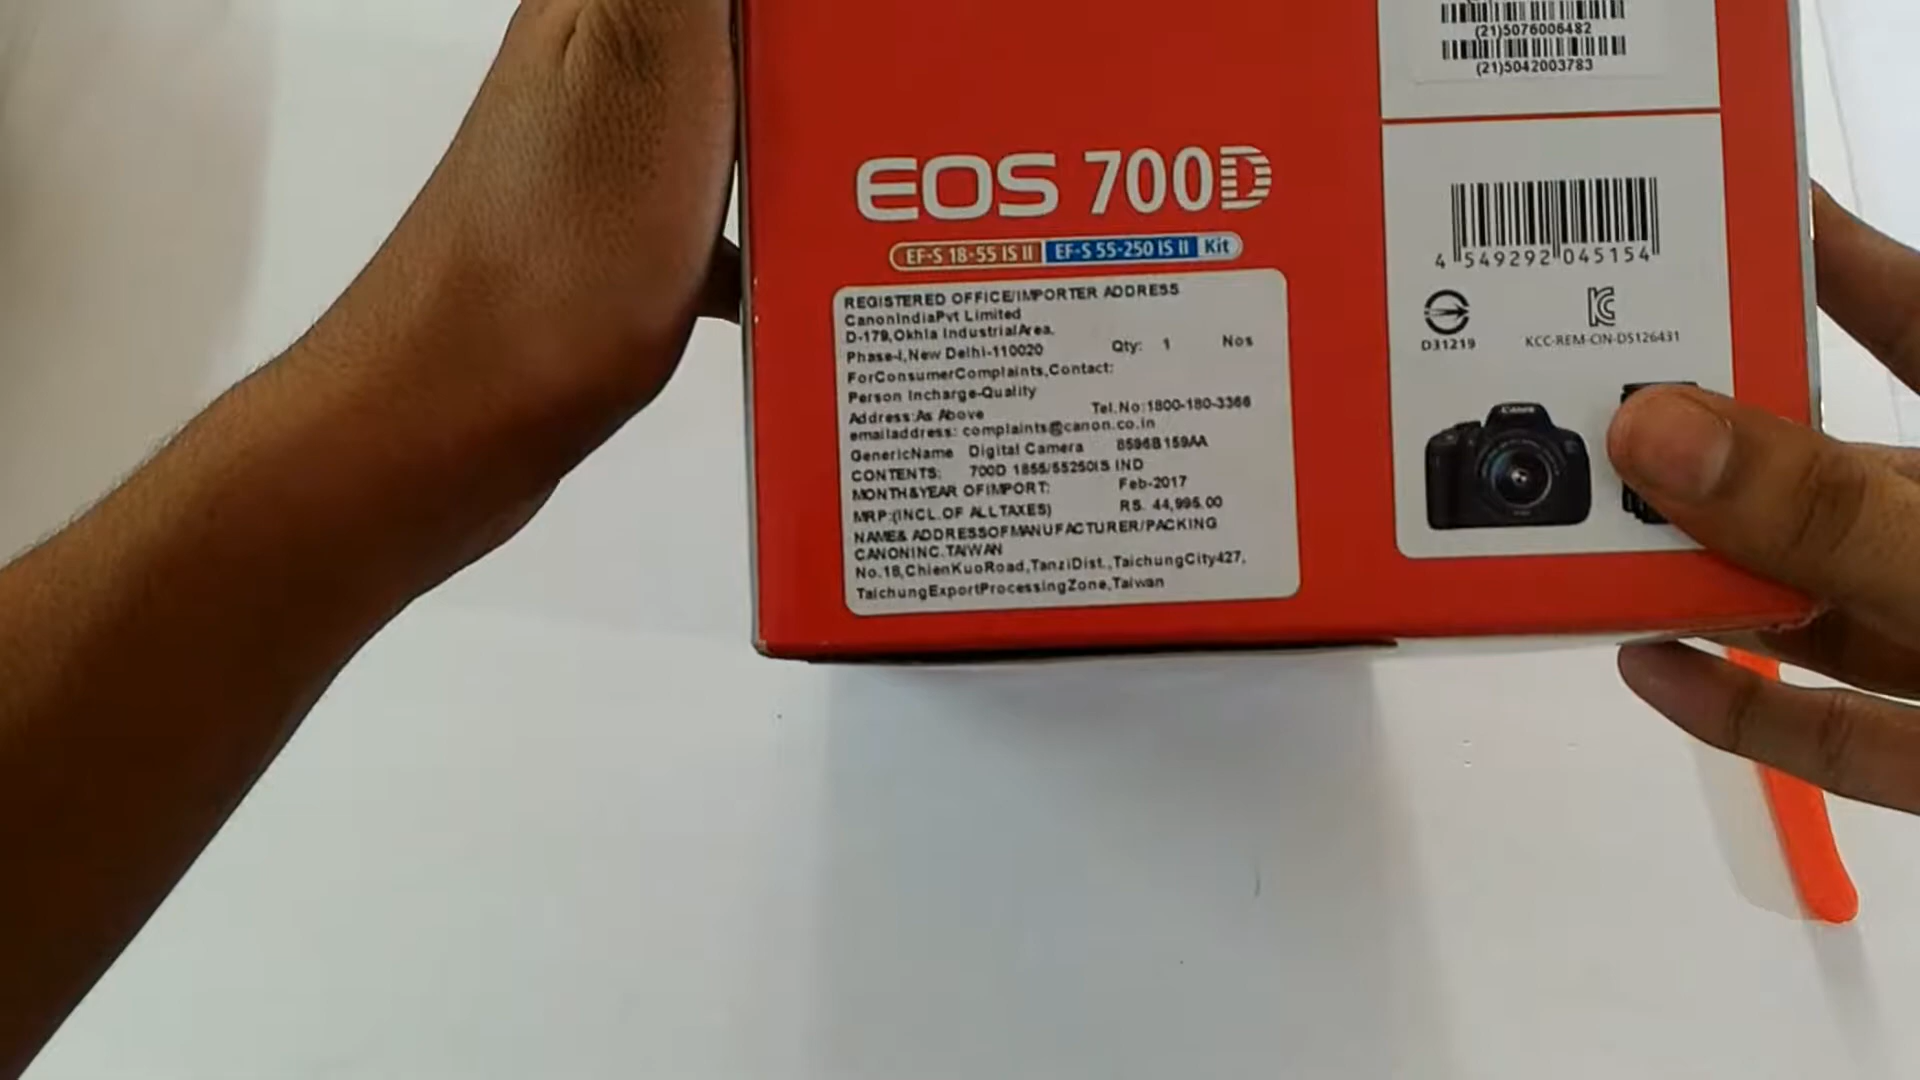 (21)5076006482
(21)5042003783
EOS 700D
EF-S 18-55 IS II EF-S 55-250 IS II Kit
REGISTERED OFFICE/IMPORTER ADDRESS
CanonIndiaPvt Limited
D-179,Okhla IndustrialArea,
Phase-I,New Delhi-110020 Qty: 1 Nos
ForConsumerComplaints,Contact:
Person Incharge-Quality
Address:As Above Tel.No:1800-180-3366
emailaddress: complaints@canon.co.in
GenericName Digital Camera 8596B159AA
CONTENTS: 700D 1855/55250IS IND
MONTH&YEAR OFIMPORT: Feb-2017
MRP:(INCL.OF ALLTAXES) RS. 44,995.00
NAME& ADDRESSOFMANUFACTURER/PACKING
CANONINC.TAIWAN
No.18,ChienKuoRoad,TanziDist.,TaichungCity427,
TaichungExportProcessingZone,Taiwan
4 549292 045154
D31219 KCC-REM-CIN-DS126431
Canon